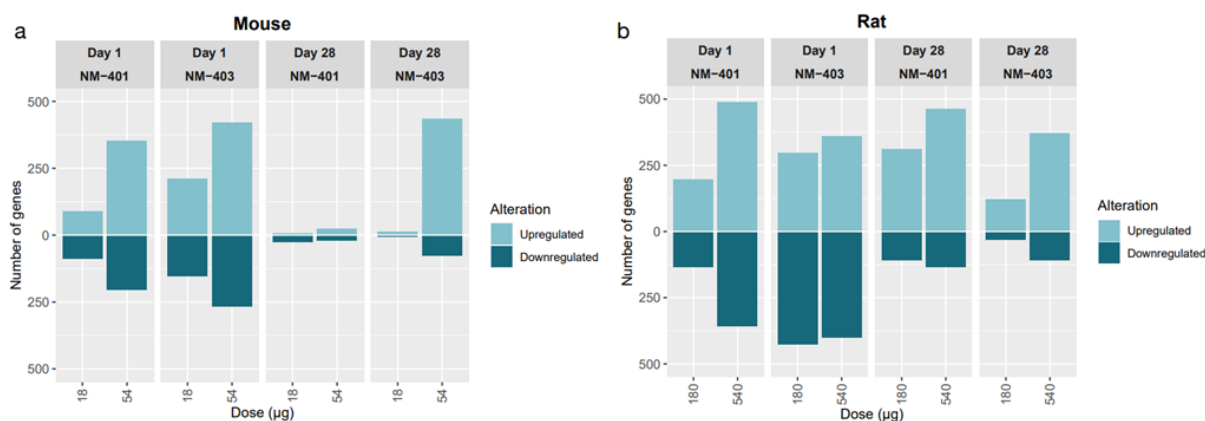 a
Mouse
Day 1
NM-401
Day 1
NM-403
Day 28
NM-401
Day 28
NM-403
Number of genes
500
250
0
250
500
18
54
18
54
18
54
18
54
Dose (µg)
Alteration
Upregulated
Downregulated
b
Rat
Day 1
NM-401
Day 1
NM-403
Day 28
NM-401
Day 28
NM-403
Number of genes
500
250
0
250
500
180
540
180
540
180
540
180
540
Dose (µg)
Alteration
Upregulated
Downregulated